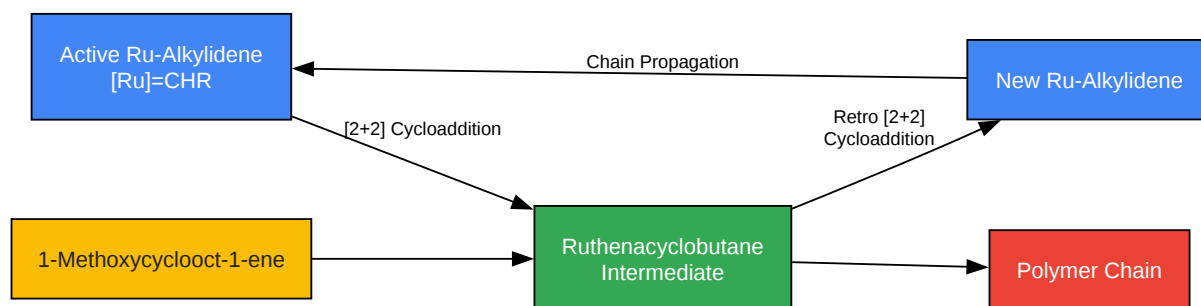 Active Ru-Alkylidene
[Ru]=CHR
Chain Propagation
New Ru-Alkylidene
[2+2] Cycloaddition
Retro [2+2]
Cycloaddition
1-Methoxycyclooct-1-ene
Ruthenacyclobutane
Intermediate
Polymer Chain